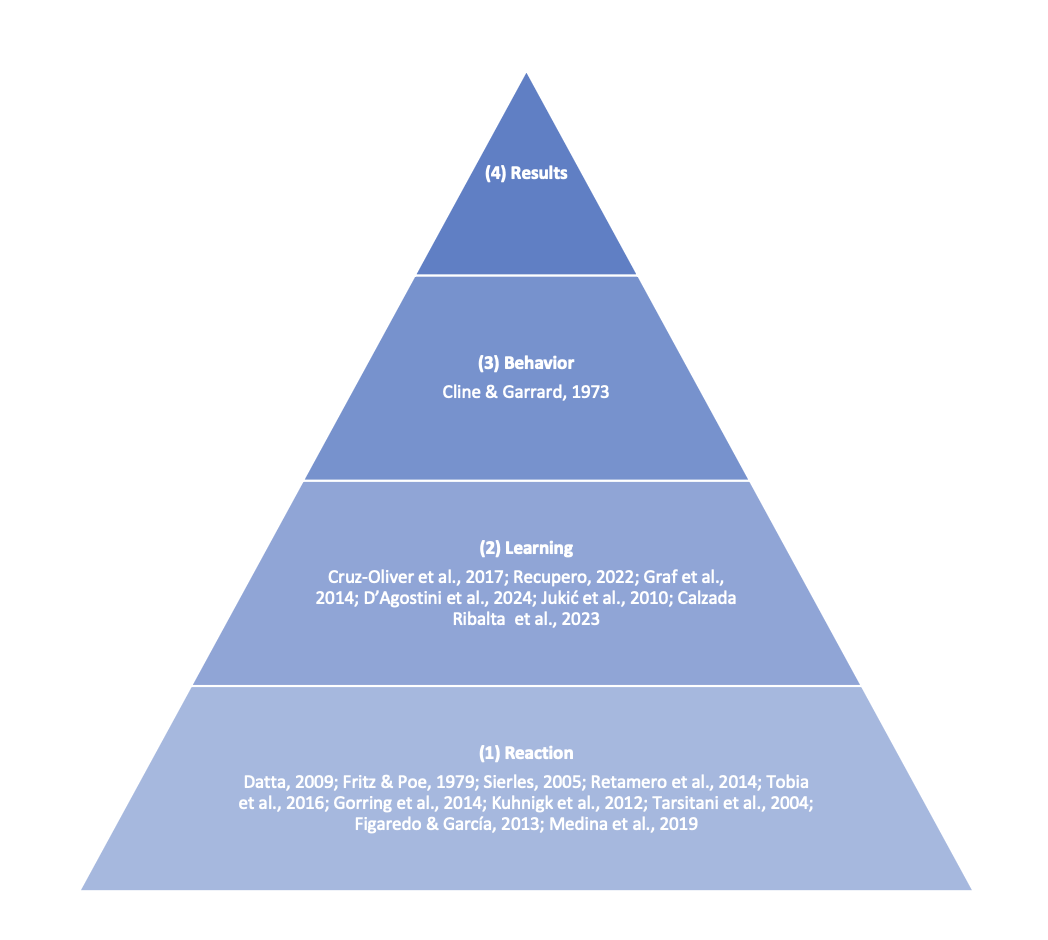 (4) Results
(3) Behavior
Cline & Garrard, 1973
(2) Learning
Cruz-Oliver et al., 2017; Recupero, 2022; Graf et al.,
2014; D’Agostini et al., 2024; Jukić et al., 2010; Calzada
Ribalta et al., 2023
(1) Reaction
Datta, 2009; Fritz & Poe, 1979; Sierles, 2005; Retamero et al., 2014; Tobia
et al., 2016; Gorring et al., 2014; Kuhnigk et al., 2012; Tarsitani et al., 2004;
Figaredo & García, 2013; Medina et al., 2019